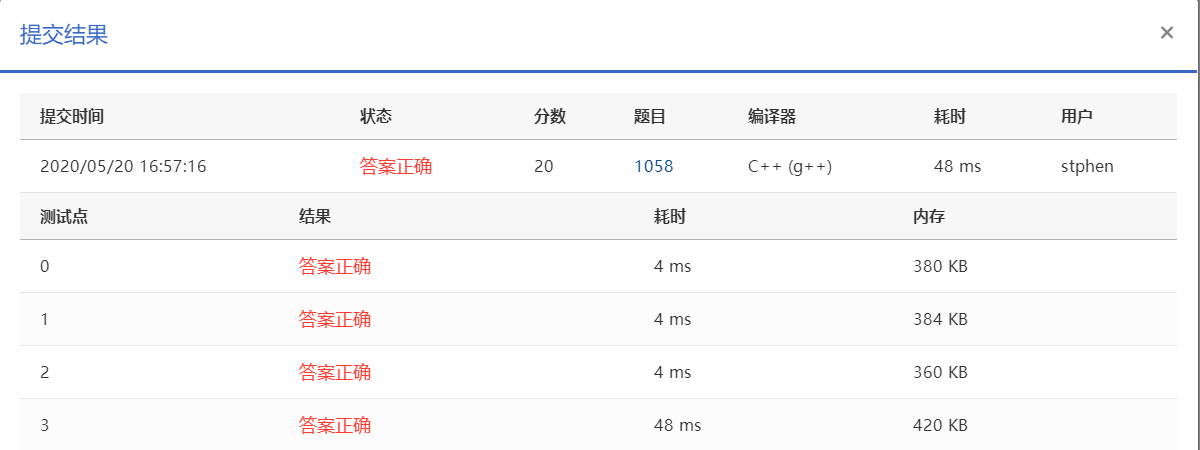 提交结果 ×
提交时间 状态 分数 题目 编译器 耗时 用户
2020/05/20 16:57:16 答案正确 20 1058 C++ (g++) 48 ms stphen
测试点 结果 耗时 内存
0 答案正确 4 ms 380 KB
1 答案正确 4 ms 384 KB
2 答案正确 4 ms 360 KB
3 答案正确 48 ms 420 KB